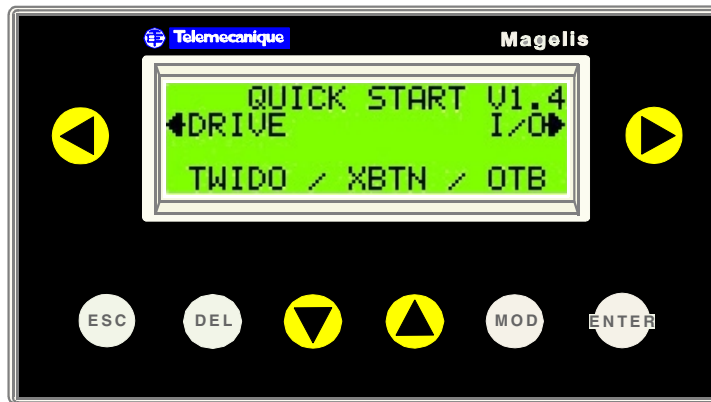 Telemecanique
Magelis
QUICK START V1.4
DRIVE I/O
TWIDO / XBTN / OTB
ESC DEL MOD ENTER